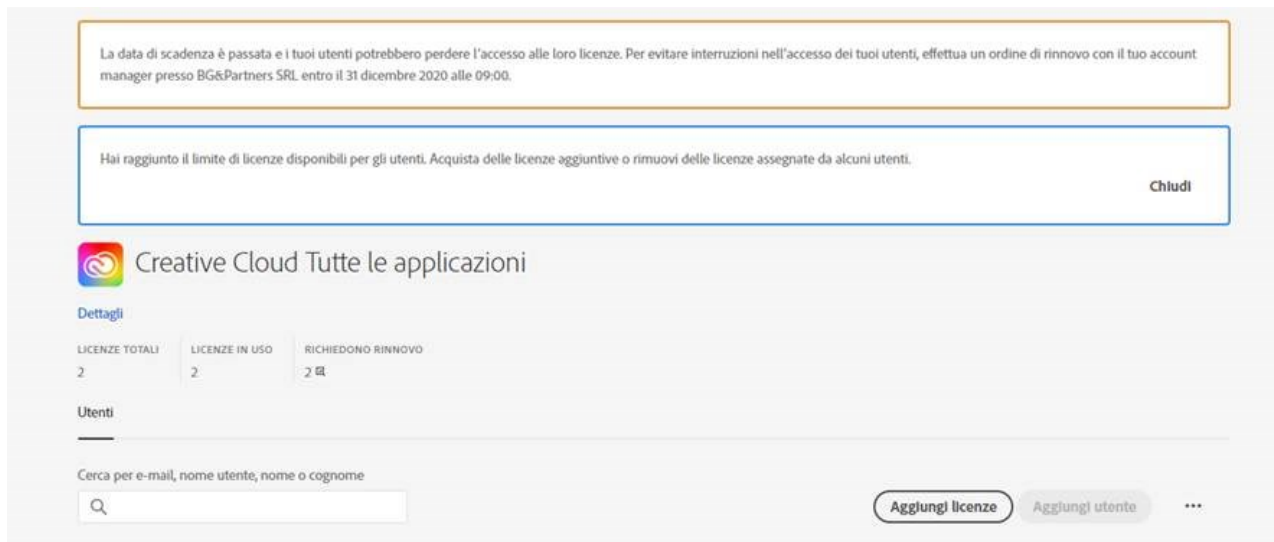 La data di scadenza è passata e i tuoi utenti potrebbero perdere l'accesso alle loro licenze. Per evitare interruzioni nell'accesso dei tuoi utenti, effettua un ordine di rinnovo con il tuo account
manager presso BG&Partners SRL entro il 31 dicembre 2020 alle 09:00.
Hai raggiunto il limite di licenze disponibili per gli utenti. Acquista delle licenze aggiuntive o rimuovi delle licenze assegnate da alcuni utenti.
Chiudi
Creative Cloud Tutte le applicazioni
Dettagli
LICENZE TOTALI LICENZE IN USO RICHIEDONO RINNOVO
2 2 2
Utenti
Cerca per e-mail, nome utente, nome o cognome
Aggiungi licenze Aggiungi utente ...